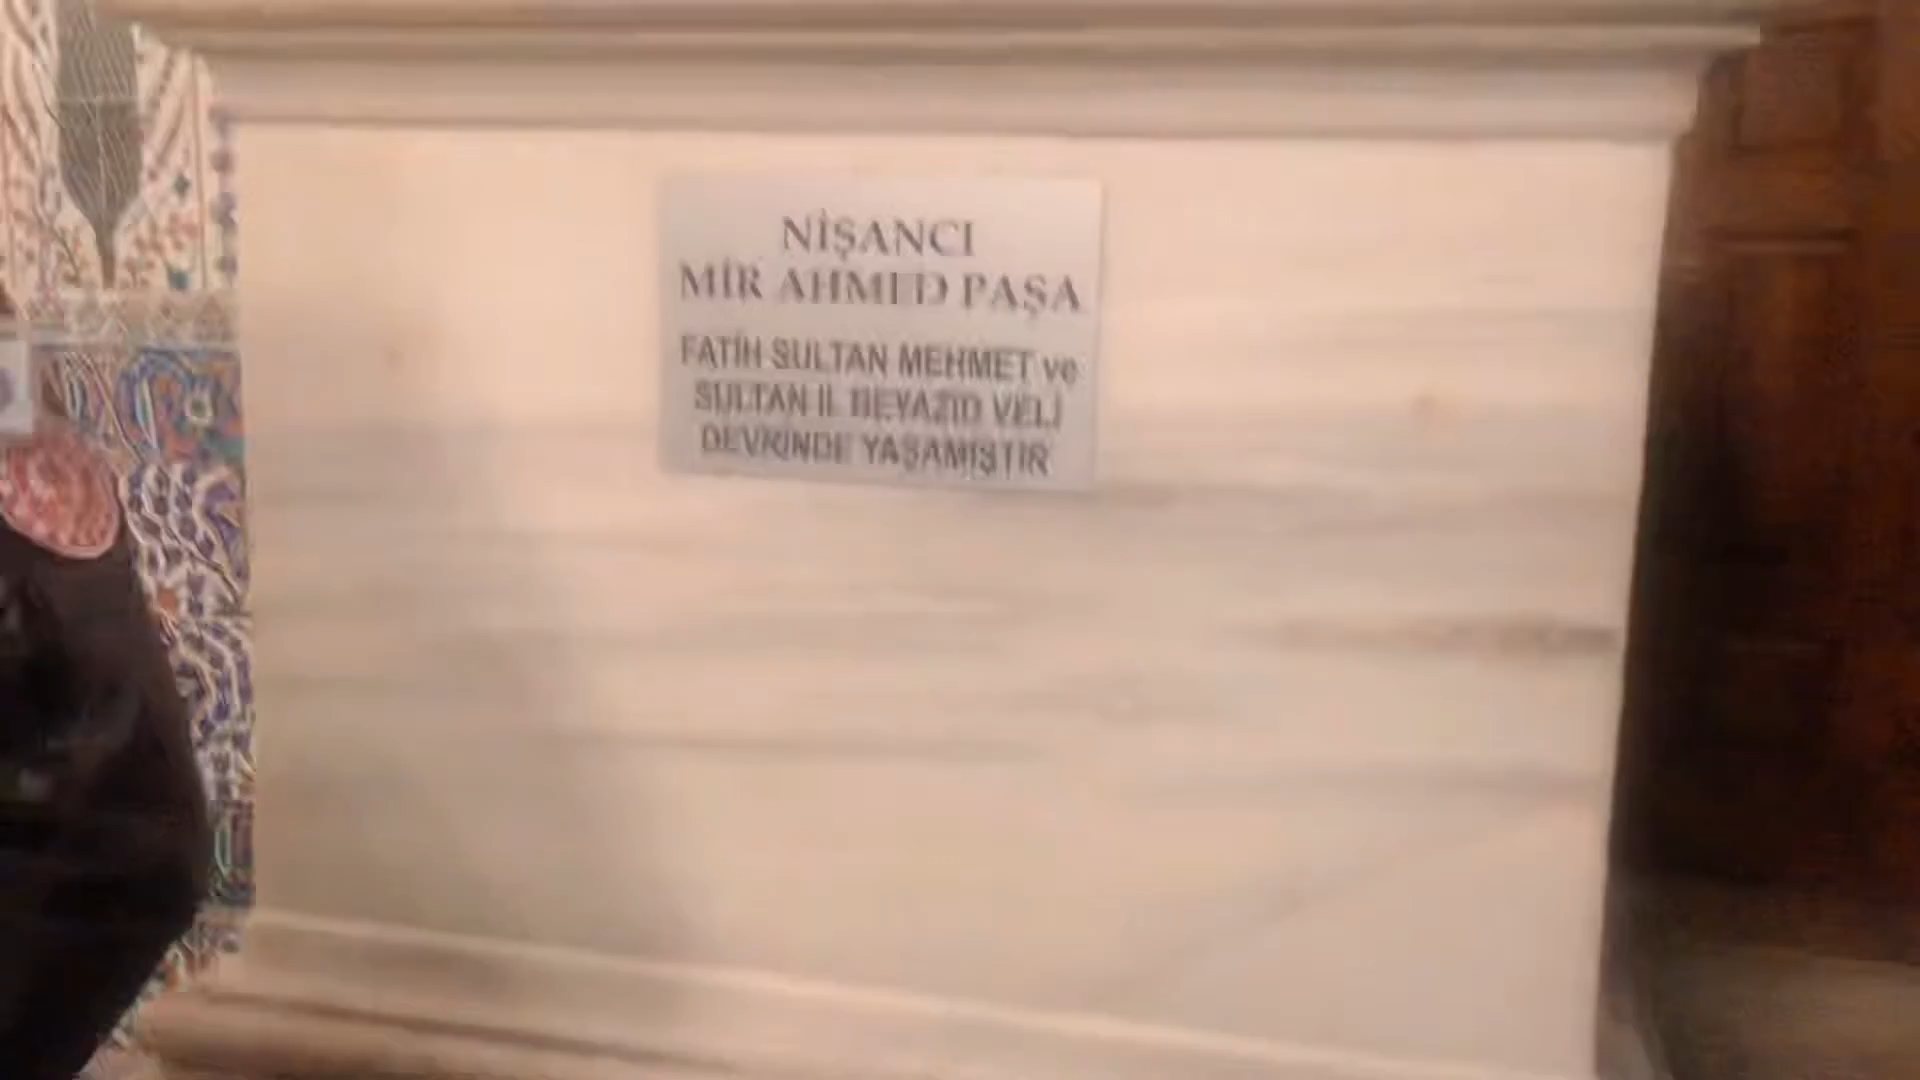 NİŞANCI
MİR AHMED PAŞA
FATİH SULTAN MEHMET ve
SULTAN II. BEYAZID VELİ
DEVRİNDE YAŞAMIŞTIR